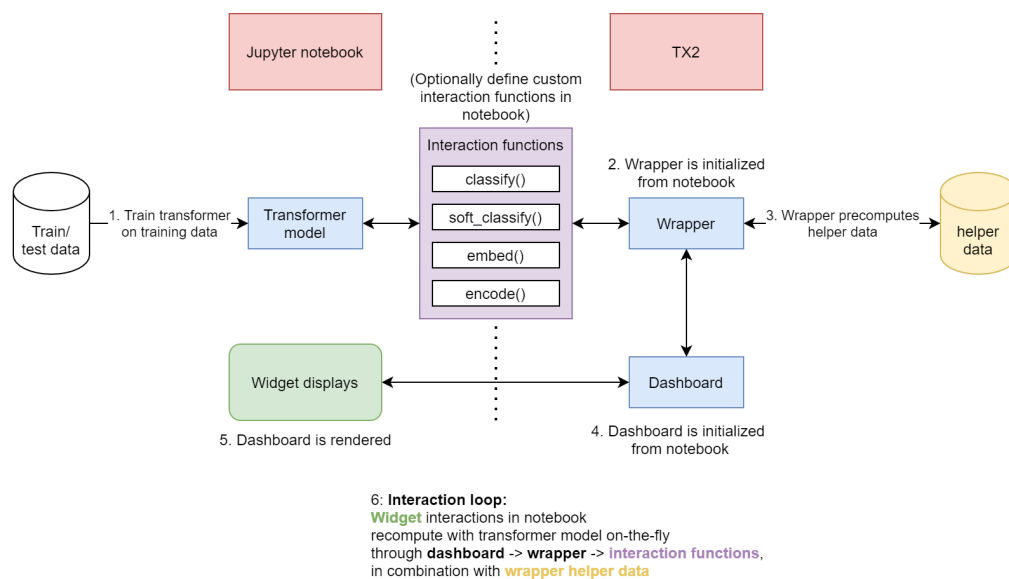 Jupyter notebook
TX2
(Optionally define custom
interaction functions in
notebook)
Interaction functions
classify()
soft_classify()
embed()
encode()
Train/
test data
1. Train transformer
on training data
Transformer
model
2. Wrapper is initialized
from notebook
Wrapper
3. Wrapper precomputes
helper data
helper
data
Widget displays
5. Dashboard is rendered
Dashboard
4. Dashboard is initialized
from notebook
6: Interaction loop:
Widget interactions in notebook
recompute with transformer model on-the-fly
through dashboard -> wrapper -> interaction functions,
in combination with wrapper helper data